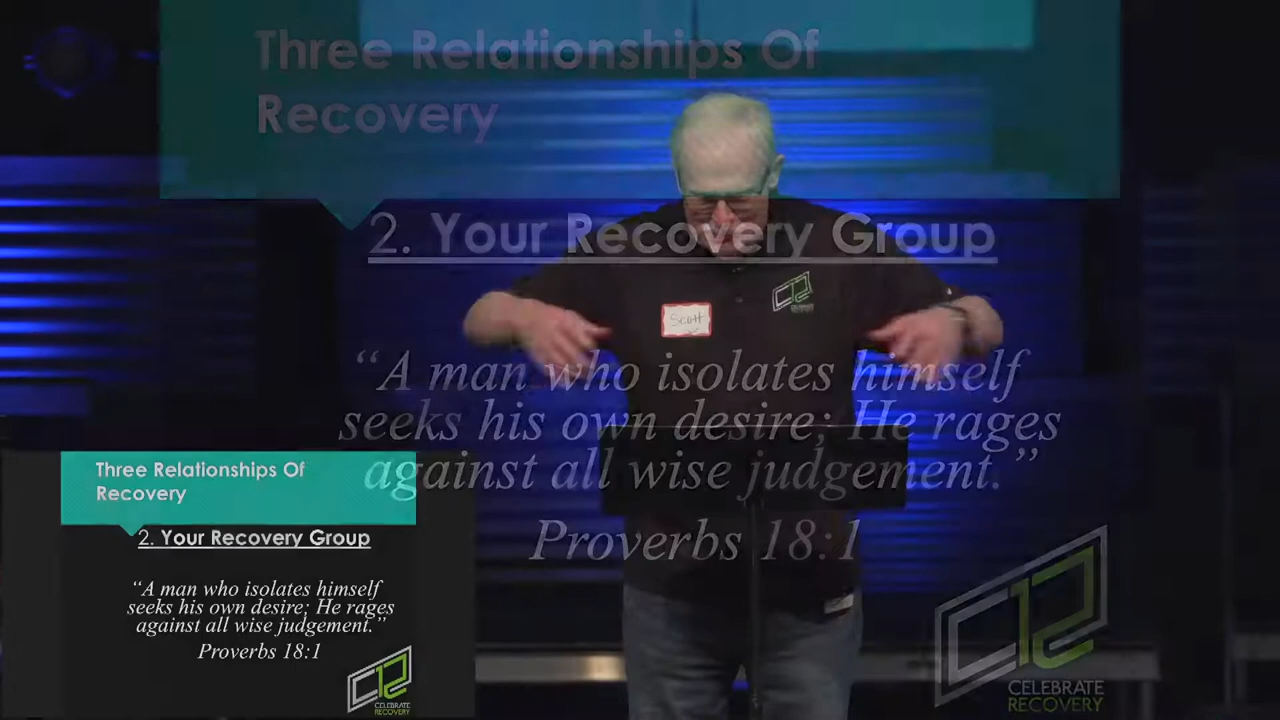 Three Relationships Of
Recovery
2. Your Recovery Group
“A man who isolates himself
seeks his own desire; He rages
against all wise judgement.”
Proverbs 18:1
CELEBRATE
RECOVERY
Scott
Three Relationships Of
Recovery
2. Your Recovery Group
“A man who isolates himself
seeks his own desire; He rages
against all wise judgement.”
Proverbs 18:1
CELEBRATE
RECOVERY